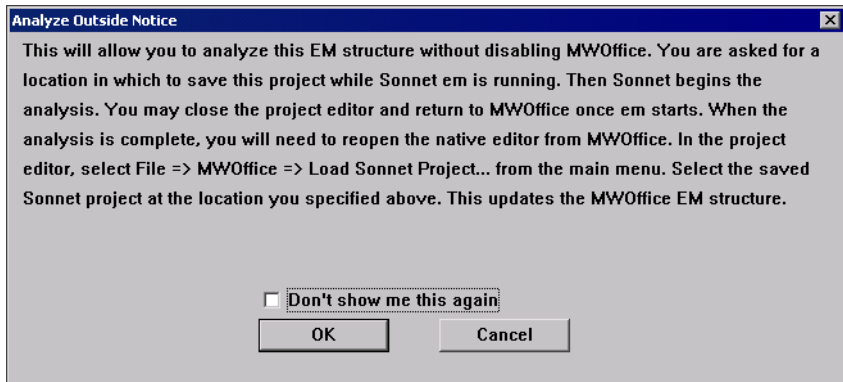 Analyze Outside Notice
This will allow you to analyze this EM structure without disabling MWOffice. You are asked for a
location in which to save this project while Sonnet em is running. Then Sonnet begins the
analysis. You may close the project editor and return to MWOffice once em starts. When the
analysis is complete, you will need to reopen the native editor from MWOffice. In the project
editor, select File => MWOffice => Load Sonnet Project... from the main menu. Select the saved
Sonnet project at the location you specified above. This updates the MWOffice EM structure.
Don't show me this again
OK Cancel